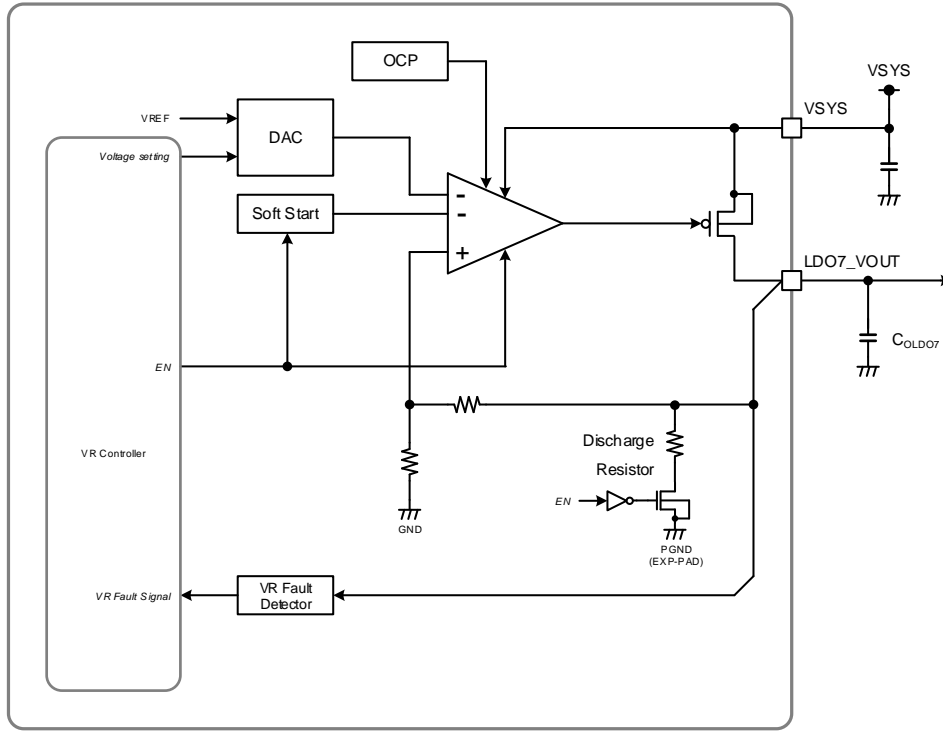 OCP
VSYS
VSYS
VREF
DAC
Voltage setting
Soft Start
-
-
+
LDO7_VOUT
COLDO7
EN
VR Controller
Discharge
Resistor
EN
GND
PGND
(EXP-PAD)
VR Fault Signal
VR Fault
Detector